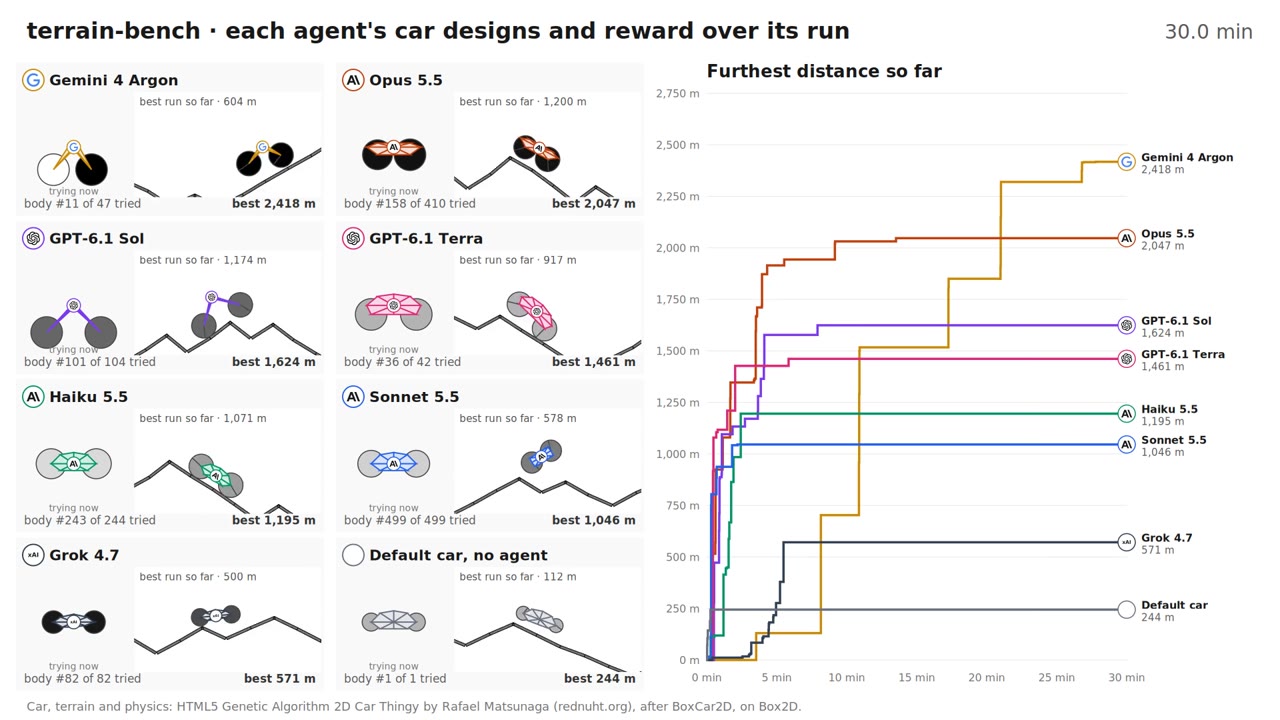 terrain-bench · each agent's car designs and reward over its run
30.0 min
Gemini 4 Argon
best run so far · 604 m
trying now
body #11 of 47 tried
best 2,418 m
Opus 5.5
best run so far · 1,200 m
trying now
body #158 of 410 tried
best 2,047 m
GPT-6.1 Sol
best run so far · 1,174 m
trying now
body #101 of 104 tried
best 1,624 m
GPT-6.1 Terra
best run so far · 917 m
trying now
body #36 of 42 tried
best 1,461 m
Haiku 5.5
best run so far · 1,071 m
trying now
body #243 of 244 tried
best 1,195 m
Sonnet 5.5
best run so far · 578 m
trying now
body #499 of 499 tried
best 1,046 m
xAI
Grok 4.7
best run so far · 500 m
xAI
xAI
trying now
body #82 of 82 tried
best 571 m
Default car, no agent
best run so far · 112 m
trying now
body #1 of 1 tried
best 244 m
Furthest distance so far
2,750 m
2,500 m
2,250 m
2,000 m
1,750 m
1,500 m
1,250 m
1,000 m
750 m
500 m
250 m
0 m
0 min
5 min
10 min
15 min
20 min
25 min
30 min
Gemini 4 Argon
2,418 m
Opus 5.5
2,047 m
GPT-6.1 Sol
1,624 m
GPT-6.1 Terra
1,461 m
Haiku 5.5
1,195 m
Sonnet 5.5
1,046 m
xAI
Grok 4.7
571 m
Default car
244 m
Car, terrain and physics: HTML5 Genetic Algorithm 2D Car Thingy by Rafael Matsunaga (rednuht.org), after BoxCar2D, on Box2D.